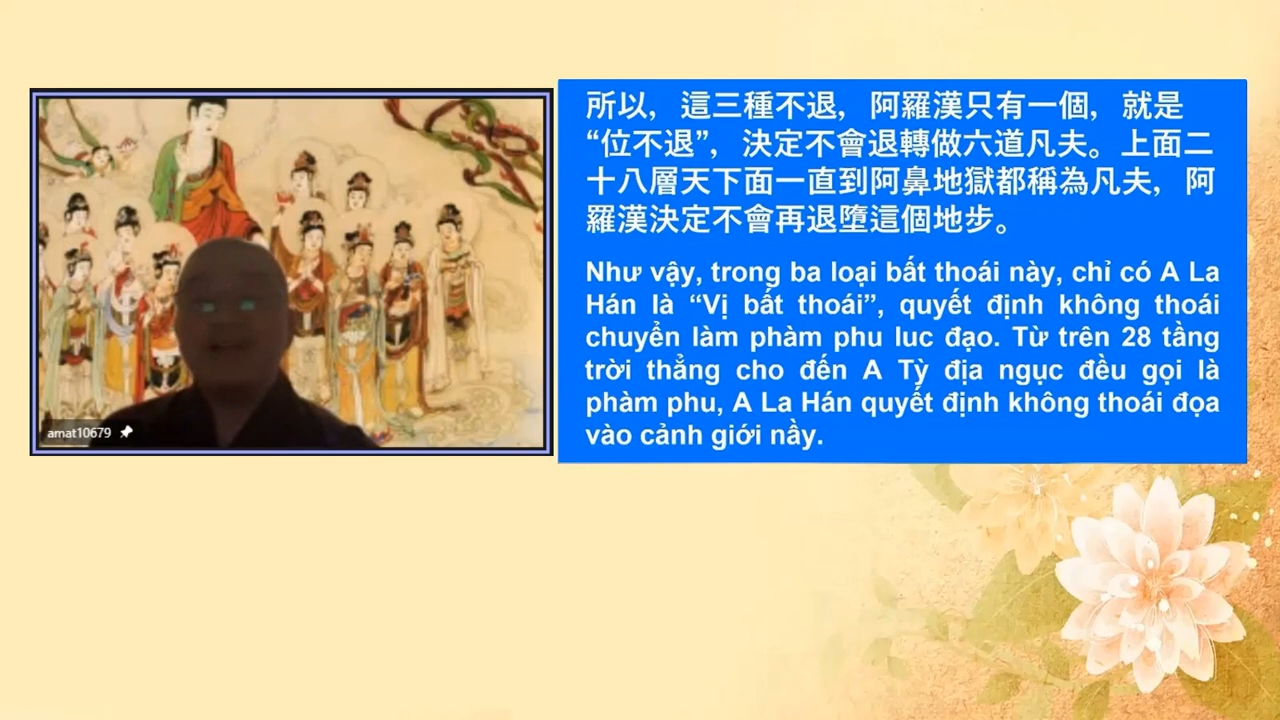 所以，這三種不退，阿羅漢只有一個，就是
“位不退”，決定不會退轉做六道凡夫。上面二
十八層天下面一直到阿鼻地獄都稱為凡夫，阿
羅漢決定不會再退墮這個地步。
Như vậy, trong ba loại bất thoái này, chỉ có A La
Hán là “Vị bất thoái”, quyết định không thoái
chuyển làm phàm phu luc đạo. Từ trên 28 tầng
trời thẳng cho đến A Tỳ địa ngục đều gọi là
phàm phu, A La Hán quyết định không thoái đọa
vào cảnh giới nầy.
amat10679